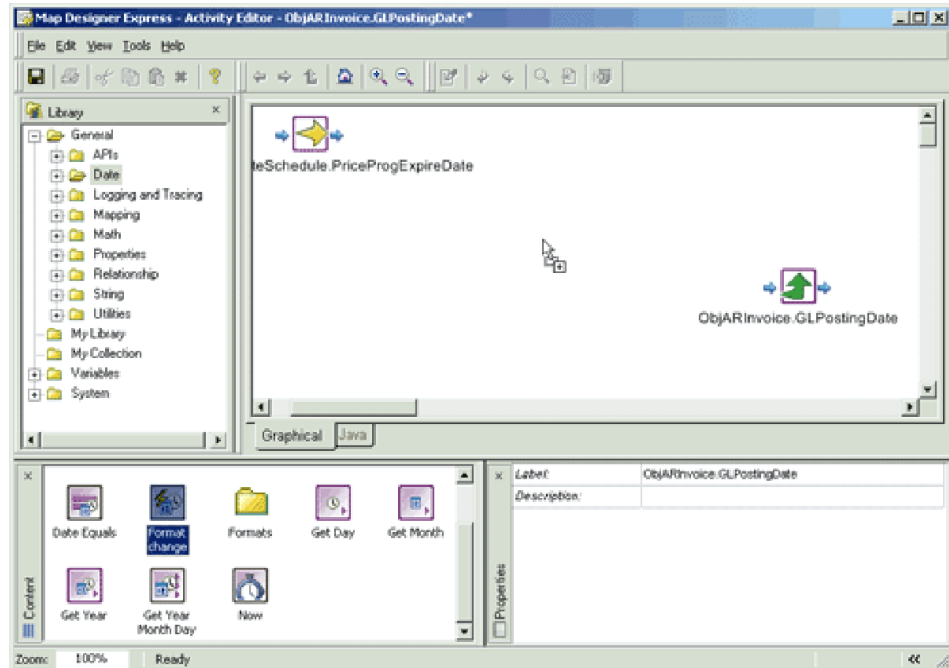 Map Designer Express - Activity Editor - ObjARInvoice.GLPostingDate*
File Edit View Tools Help
Library
General
APIs
Date
Logging and Tracing
Mapping
Math
Properties
Relationship
String
Utilities
My Library
My Collection
Variables
System
teSchedule.PriceProgExpireDate
ObjARInvoice.GLPostingDate
Graphical Java
Content
Date Equals
Format change
Formats
Get Day
Get Month
Get Year
Get Year Month Day
Now
Properties
Label: ObjARInvoice.GLPostingDate
Description:
Zoom: 100% Ready